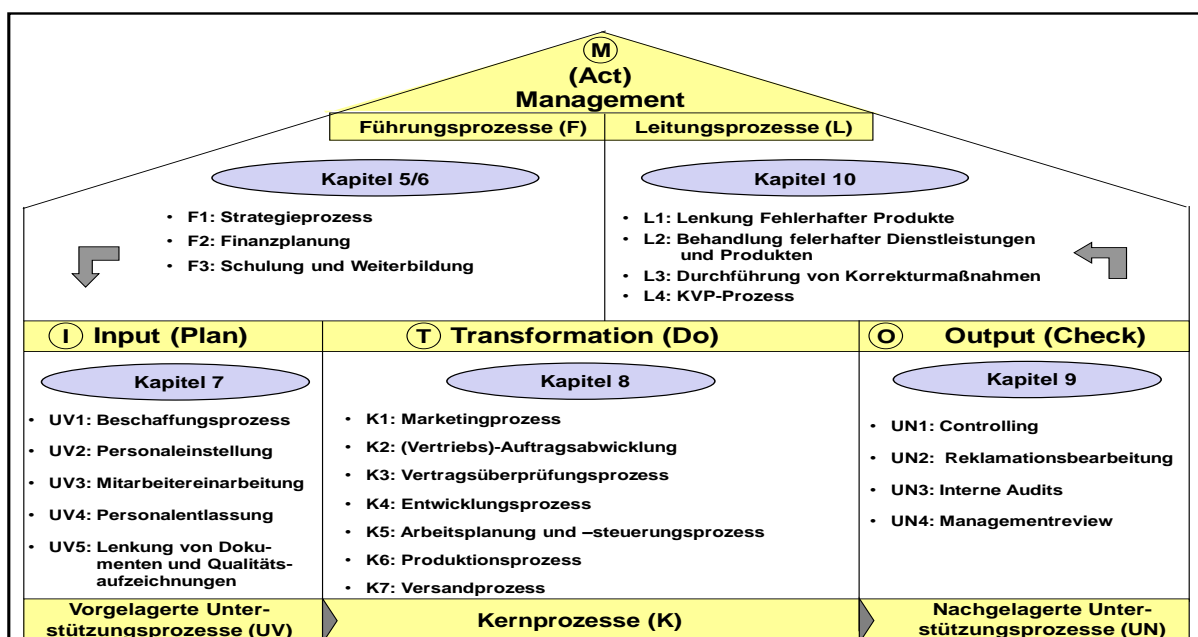 M
(Act)
Management
Führungsprozesse (F)
Leitungsprozesse (L)
Kapitel 5/6
• F1: Strategieprozess
• F2: Finanzplanung
• F3: Schulung und Weiterbildung
Kapitel 10
• L1: Lenkung Fehlerhafter Produkte
• L2: Behandlung felerhafter Dienstleistungen
und Produkten
• L3: Durchführung von Korrekturmaßnahmen
• L4: KVP-Prozess
I Input (Plan)
Kapitel 7
• UV1: Beschaffungsprozess
• UV2: Personaleinstellung
• UV3: Mitarbeitereinarbeitung
• UV4: Personalentlassung
• UV5: Lenkung von Doku-
menten und Qualitäts-
aufzeichnungen
Vorgelagerte Unter-
stützungsprozesse (UV)
T Transformation (Do)
Kapitel 8
• K1: Marketingprozess
• K2: (Vertriebs)-Auftragsabwicklung
• K3: Vertragsüberprüfungsprozess
• K4: Entwicklungsprozess
• K5: Arbeitsplanung und –steuerungsprozess
• K6: Produktionsprozess
• K7: Versandprozess
Kernprozesse (K)
O Output (Check)
Kapitel 9
• UN1: Controlling
• UN2: Reklamationsbearbeitung
• UN3: Interne Audits
• UN4: Managementreview
Nachgelagerte Unter-
stützungsprozesse (UN)